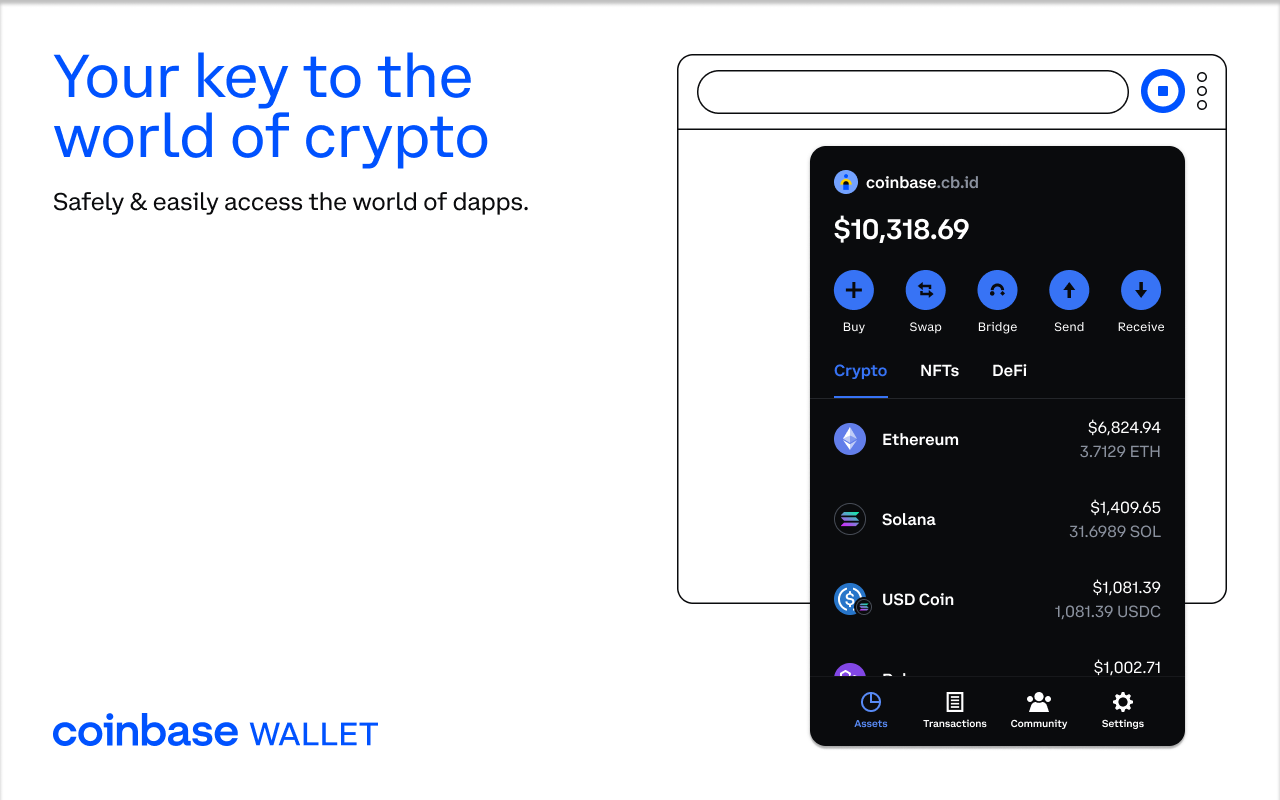 Your key to the
world of crypto
Safely & easily access the world of dapps.
coinbase.cb.id
$10,318.69
Buy Swap Bridge Send Receive
Crypto NFTs DeFi
Ethereum $6,824.94
3.7129 ETH
Solana $1,409.65
31.6989 SOL
USD Coin $1,081.39
1,081.39 USDC
$1,002.71
Assets Transactions Community Settings
coinbase WALLET